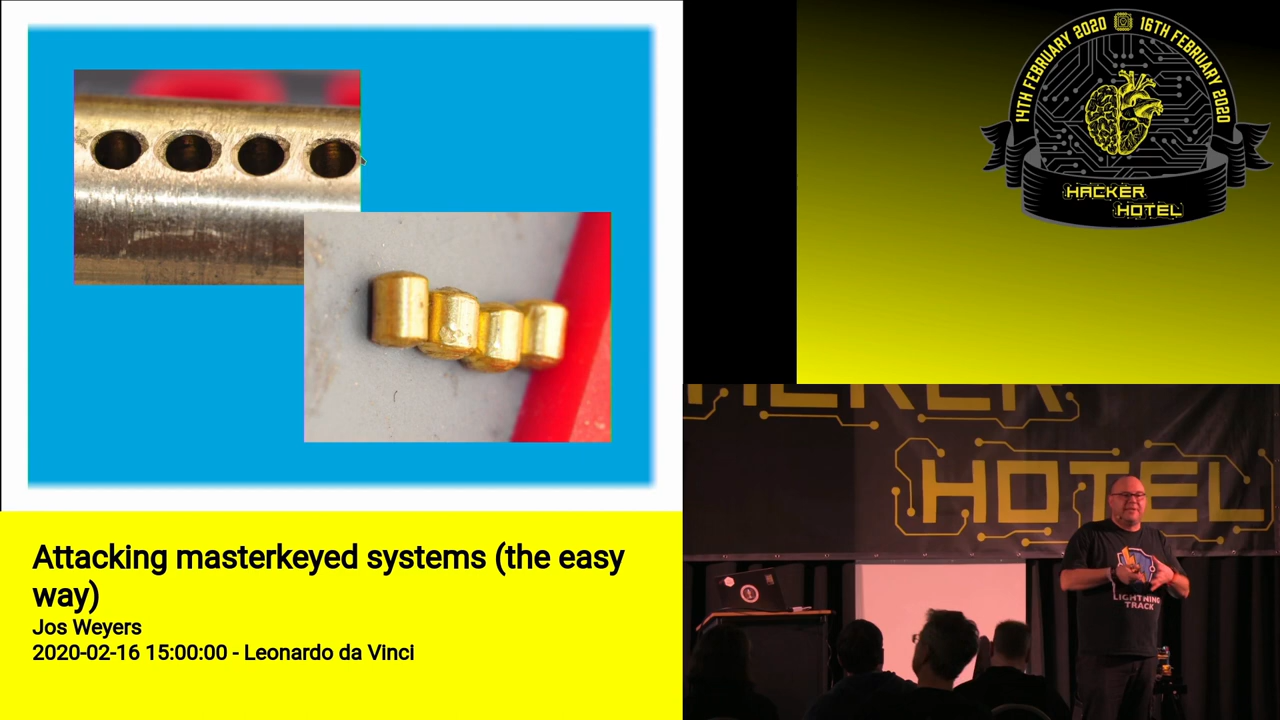 14TH FEBRUARY 2020 16TH FEBRUARY 2020
HACKER
HOTEL
HACKER
HOTEL
LIGHTNING
TRACK
Attacking masterkeyed systems (the easy
way)
Jos Weyers
2020-02-16 15:00:00 - Leonardo da Vinci